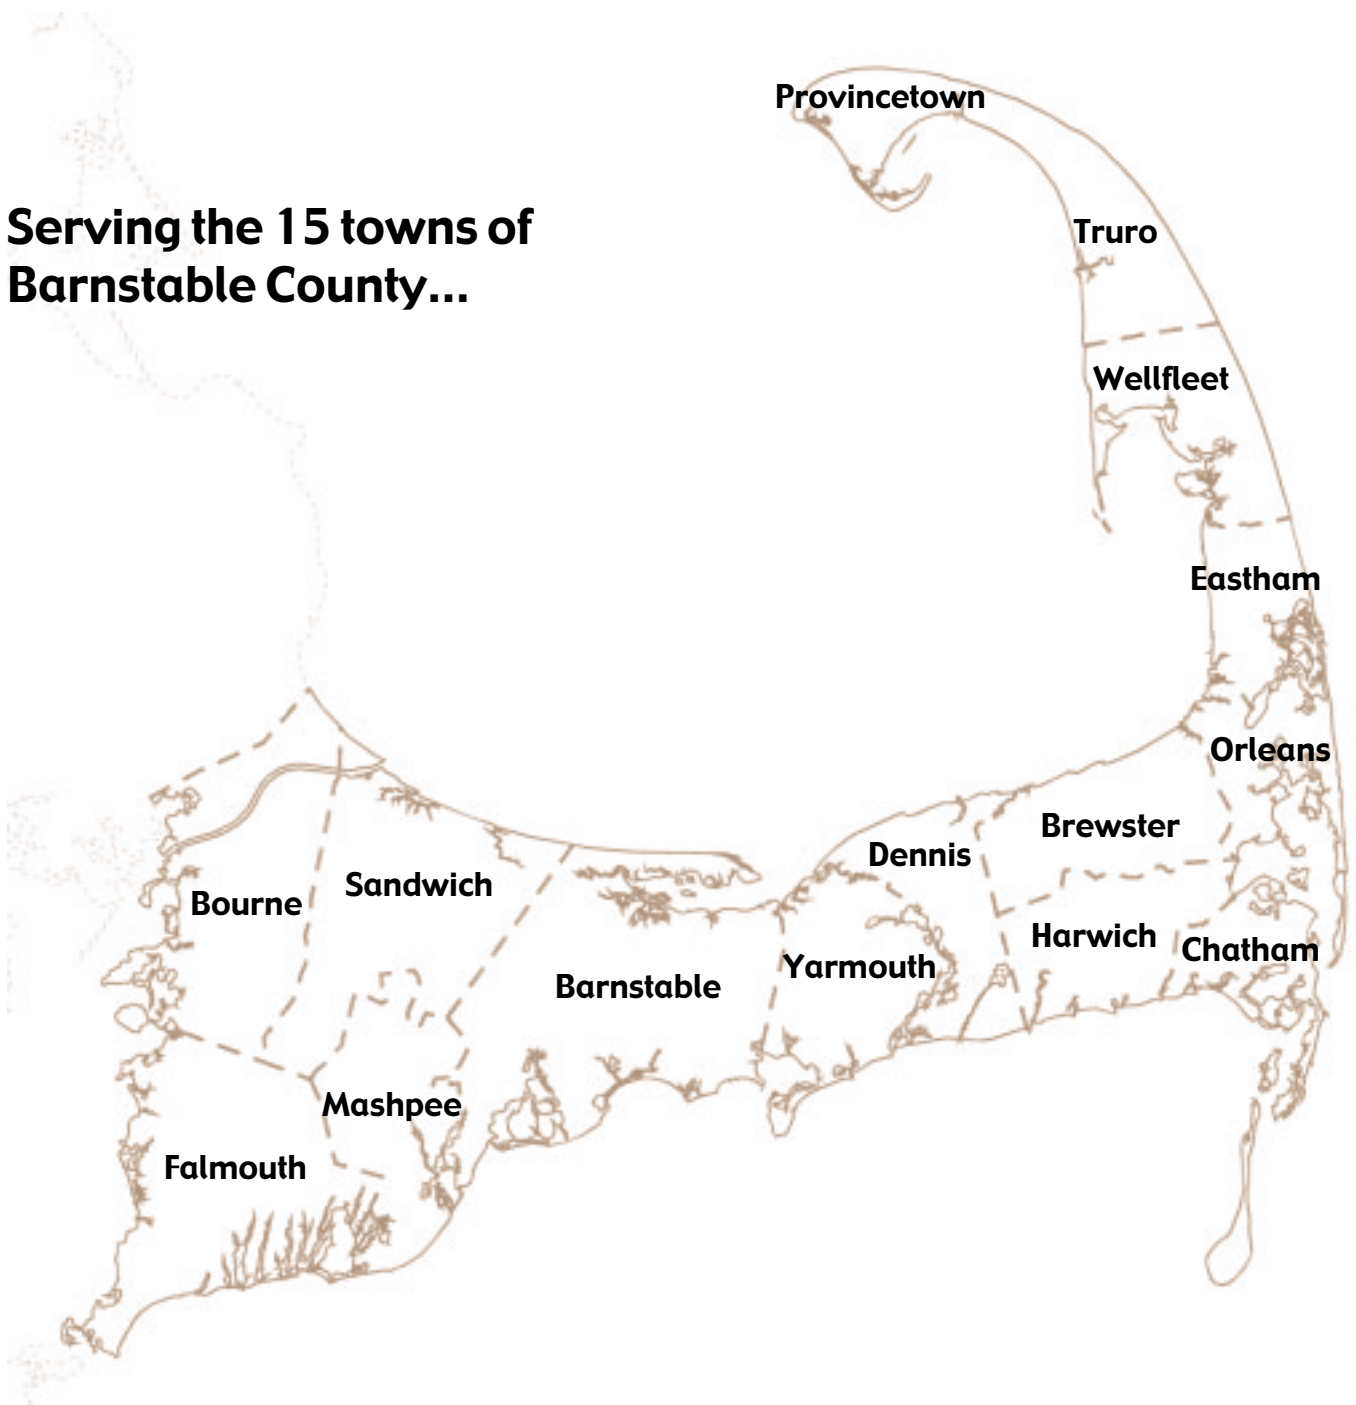 Provincetown
Serving the 15 towns of
Barnstable County...
Truro
Wellfleet
Eastham
Orleans
Brewster
Dennis
Sandwich
Bourne
Harwich
Chatham
Yarmouth
Barnstable
Mashpee
Falmouth